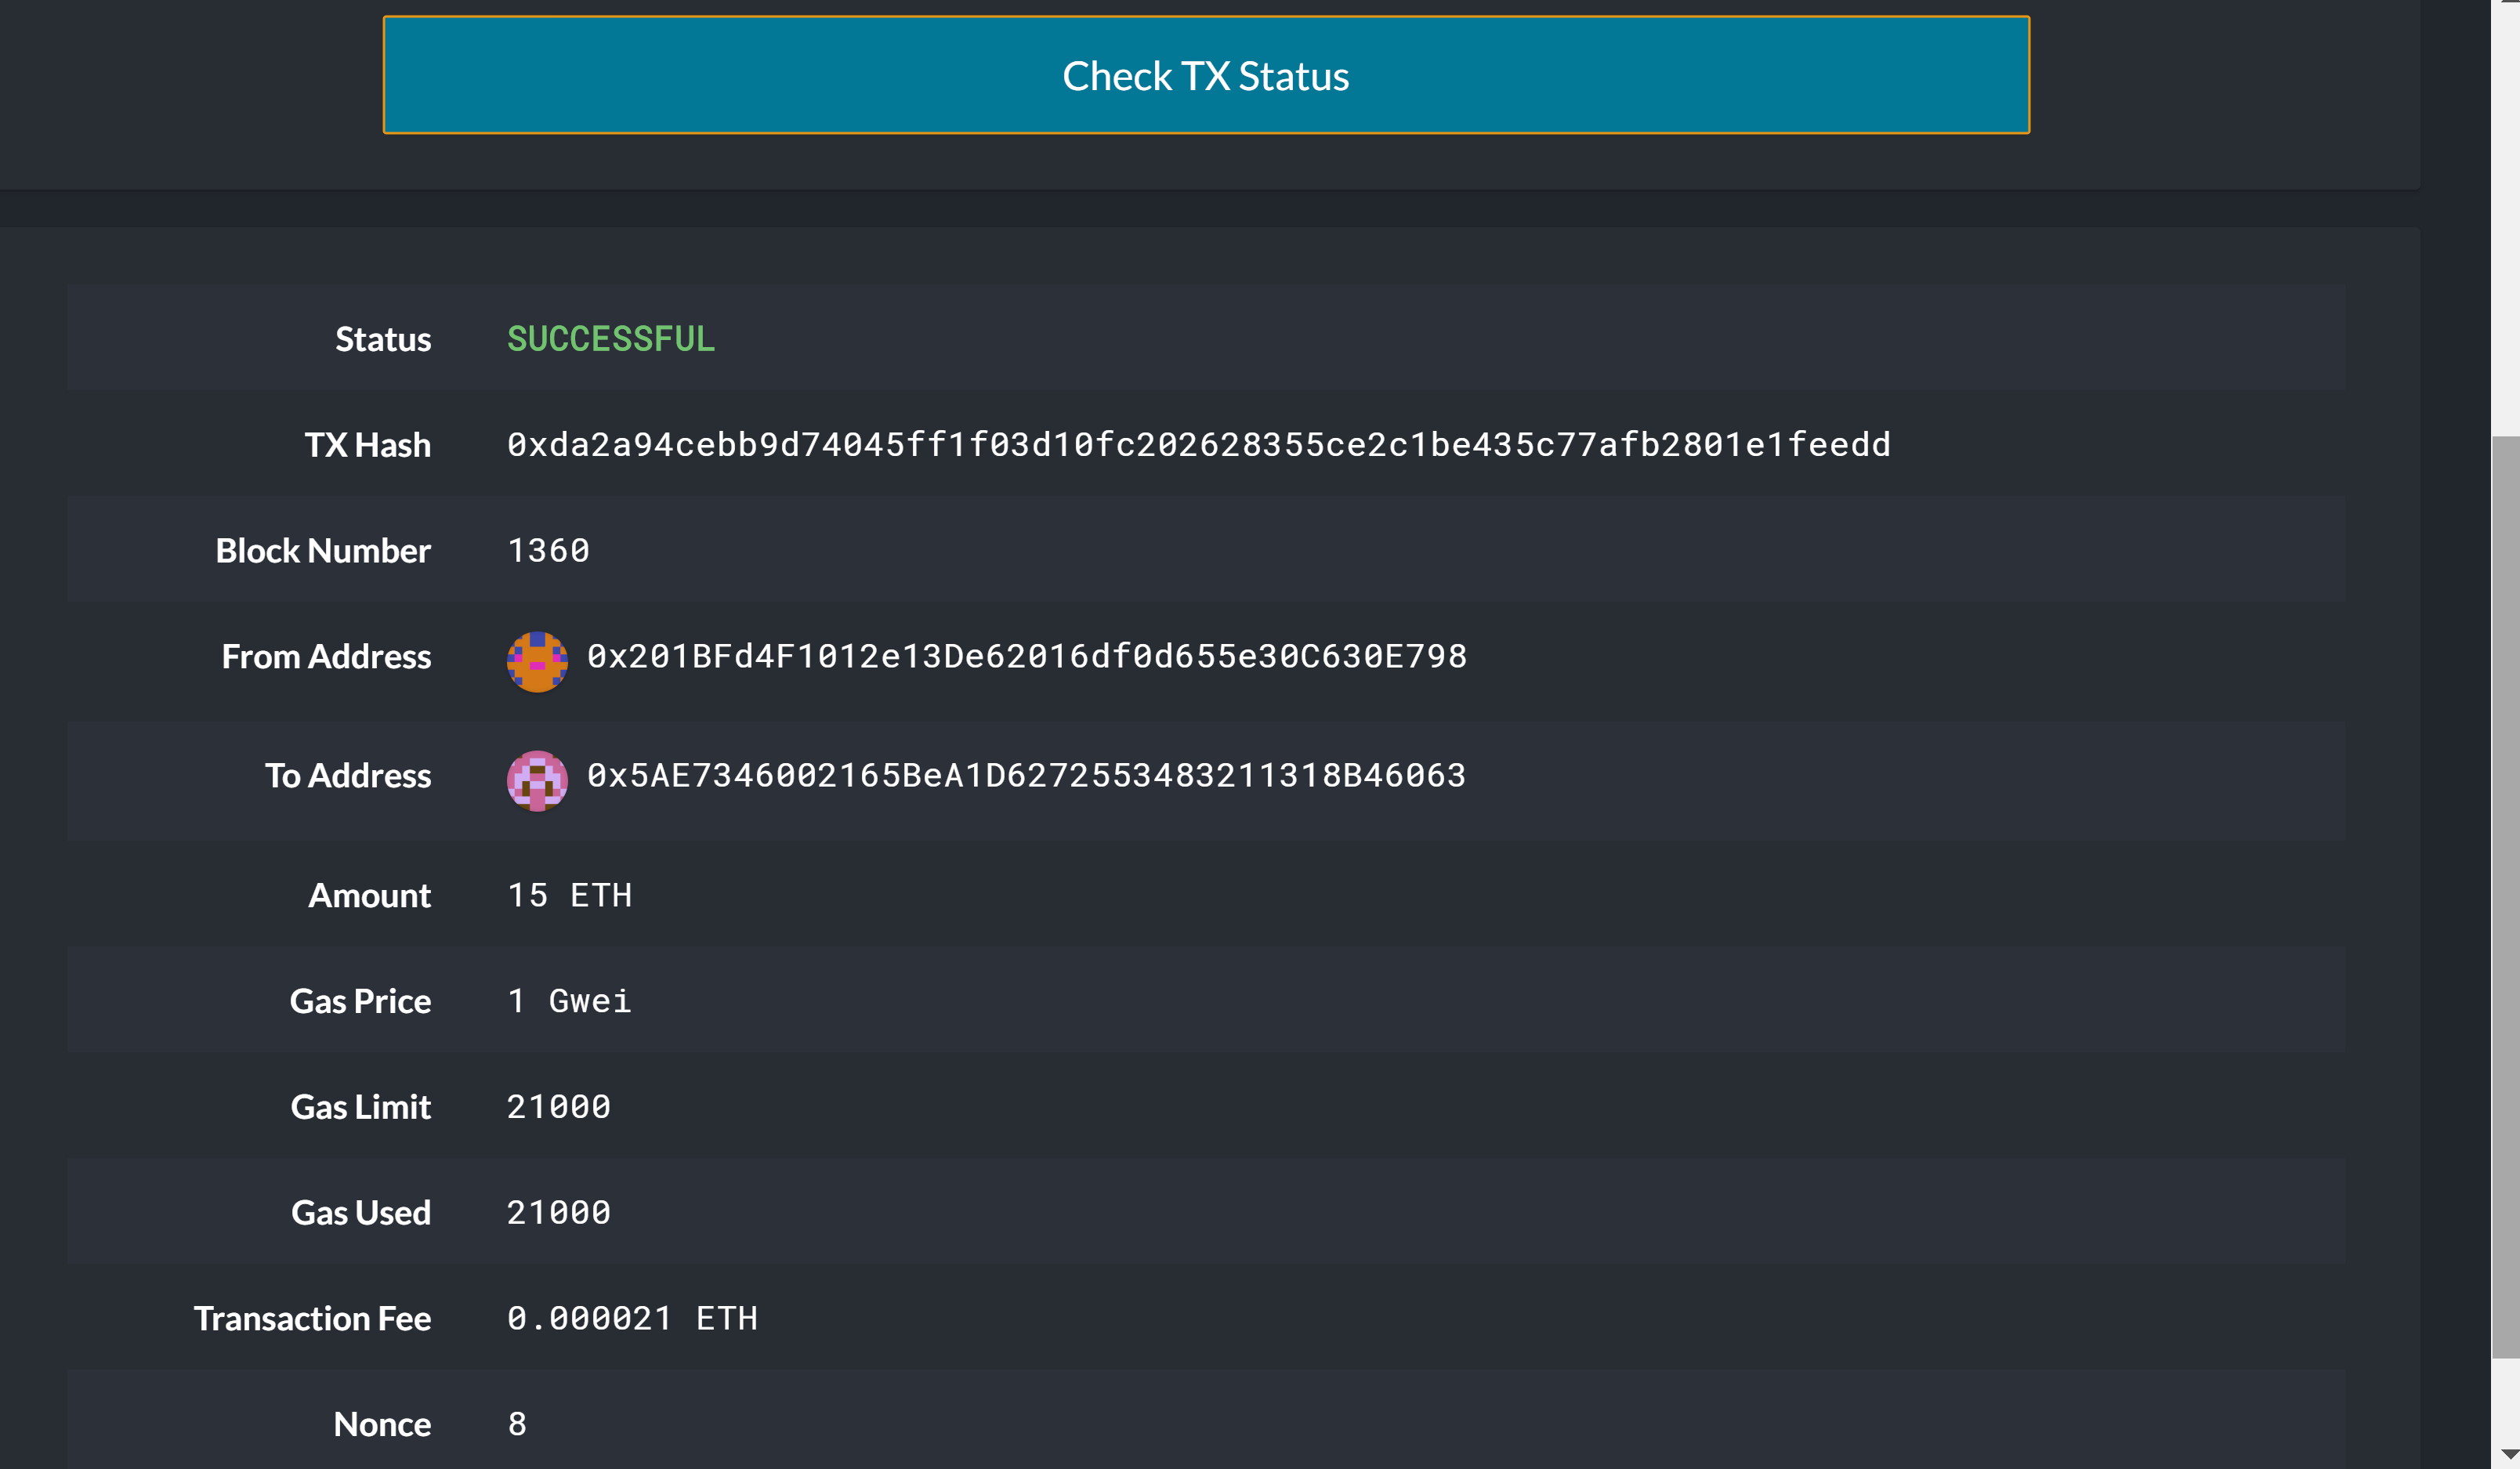 Check TX Status
Status SUCCESSFUL
TX Hash 0xda2a94cebb9d74045ff1f03d10fc202628355ce2c1be435c77afb2801e1feedd
Block Number 1360
From Address 0x201BFd4F1012e13De62016df0d655e30C630E798
To Address 0x5AE7346002165BeA1D6272553483211318B46063
Amount 15 ETH
Gas Price 1 Gwei
Gas Limit 21000
Gas Used 21000
Transaction Fee 0.000021 ETH
Nonce 8